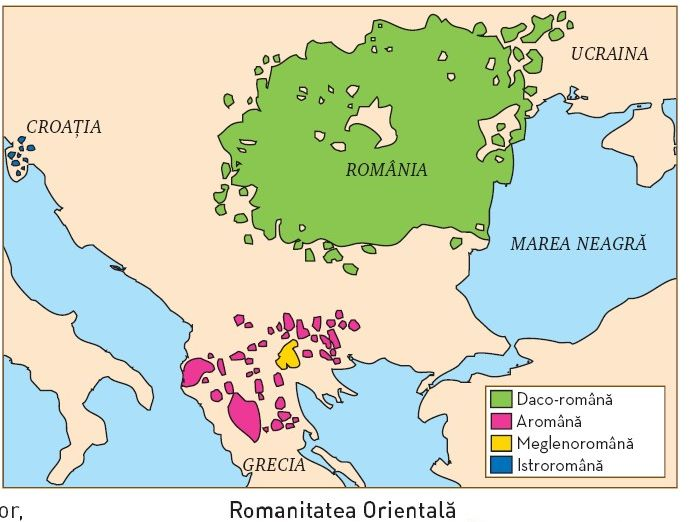 UCRAINA
CROAȚIA
ROMÂNIA
MAREA NEAGRĂ
Daco-română
Aromână
Meglenoromână
Istroromână
GRECIA
or,
Romanitatea Orientală